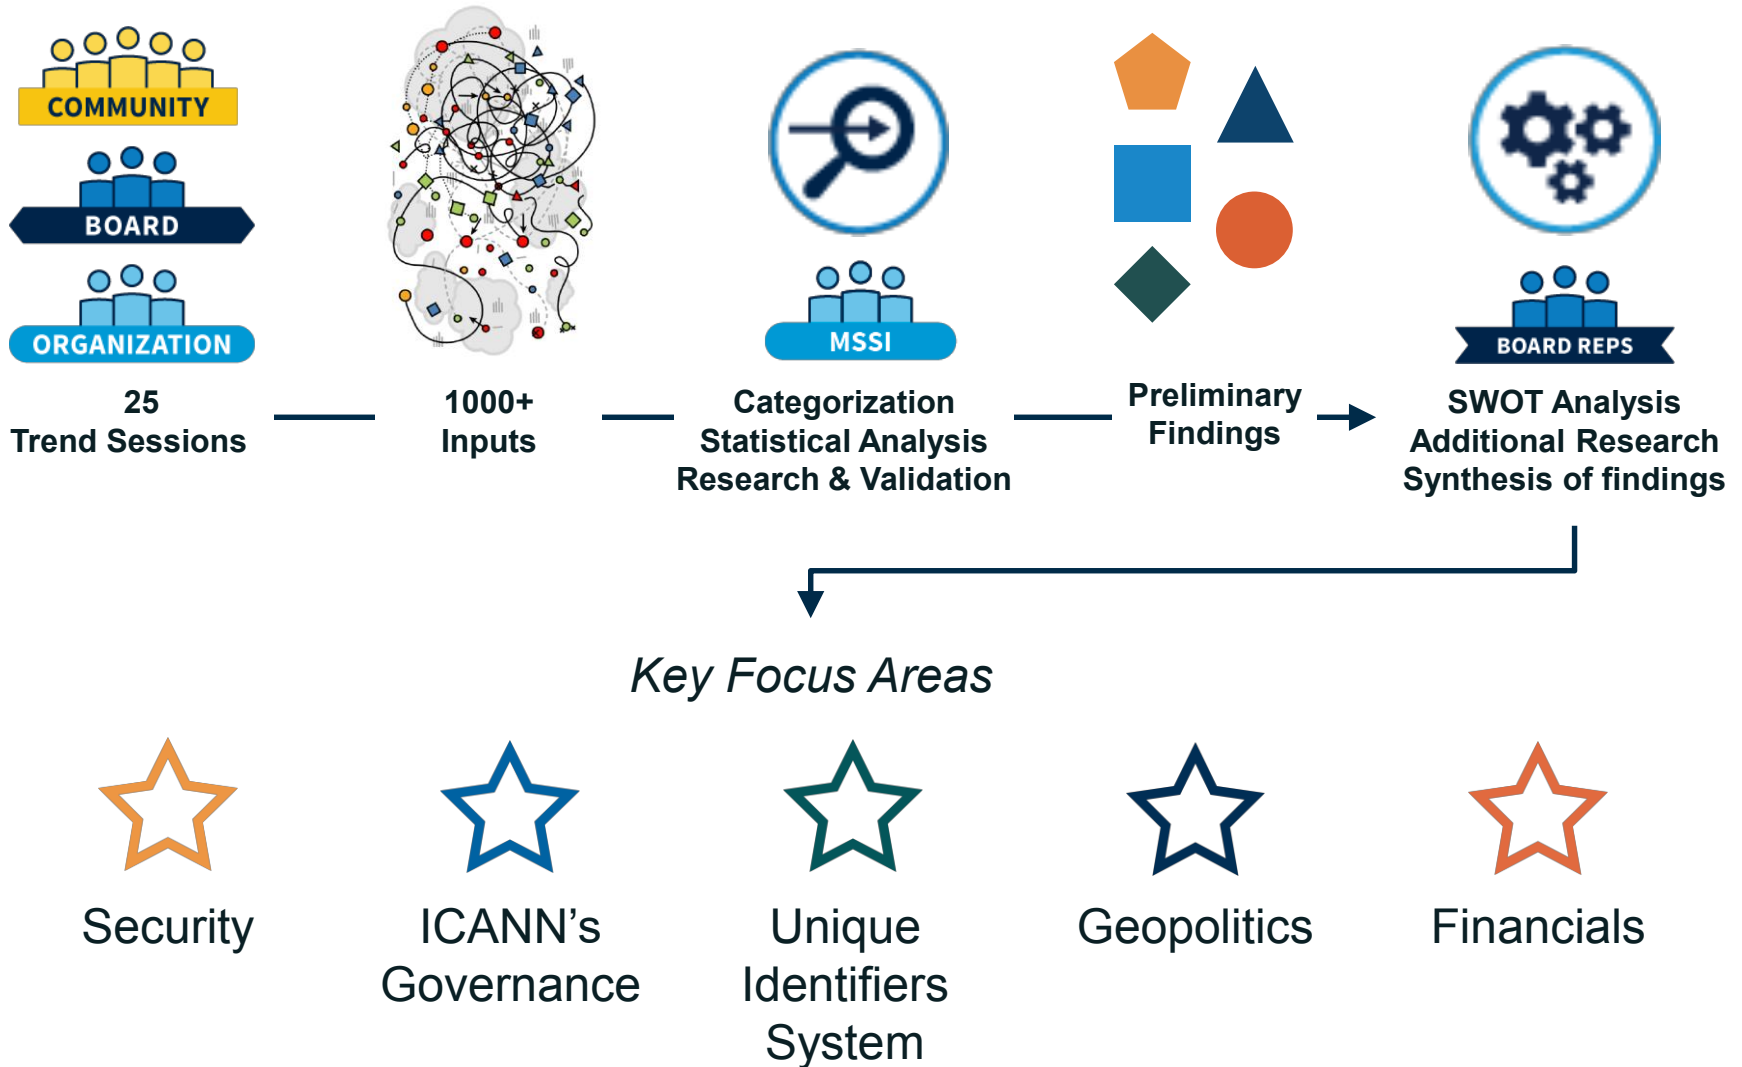 COMMUNITY
BOARD
ORGANIZATION
25
Trend Sessions
1000+
Inputs
MSSI
Categorization
Statistical Analysis
Research & Validation
Preliminary
Findings
BOARD REPS
SWOT Analysis
Additional Research
Synthesis of findings
Key Focus Areas
Security
ICANN’s
Governance
Unique
Identifiers
System
Geopolitics
Financials